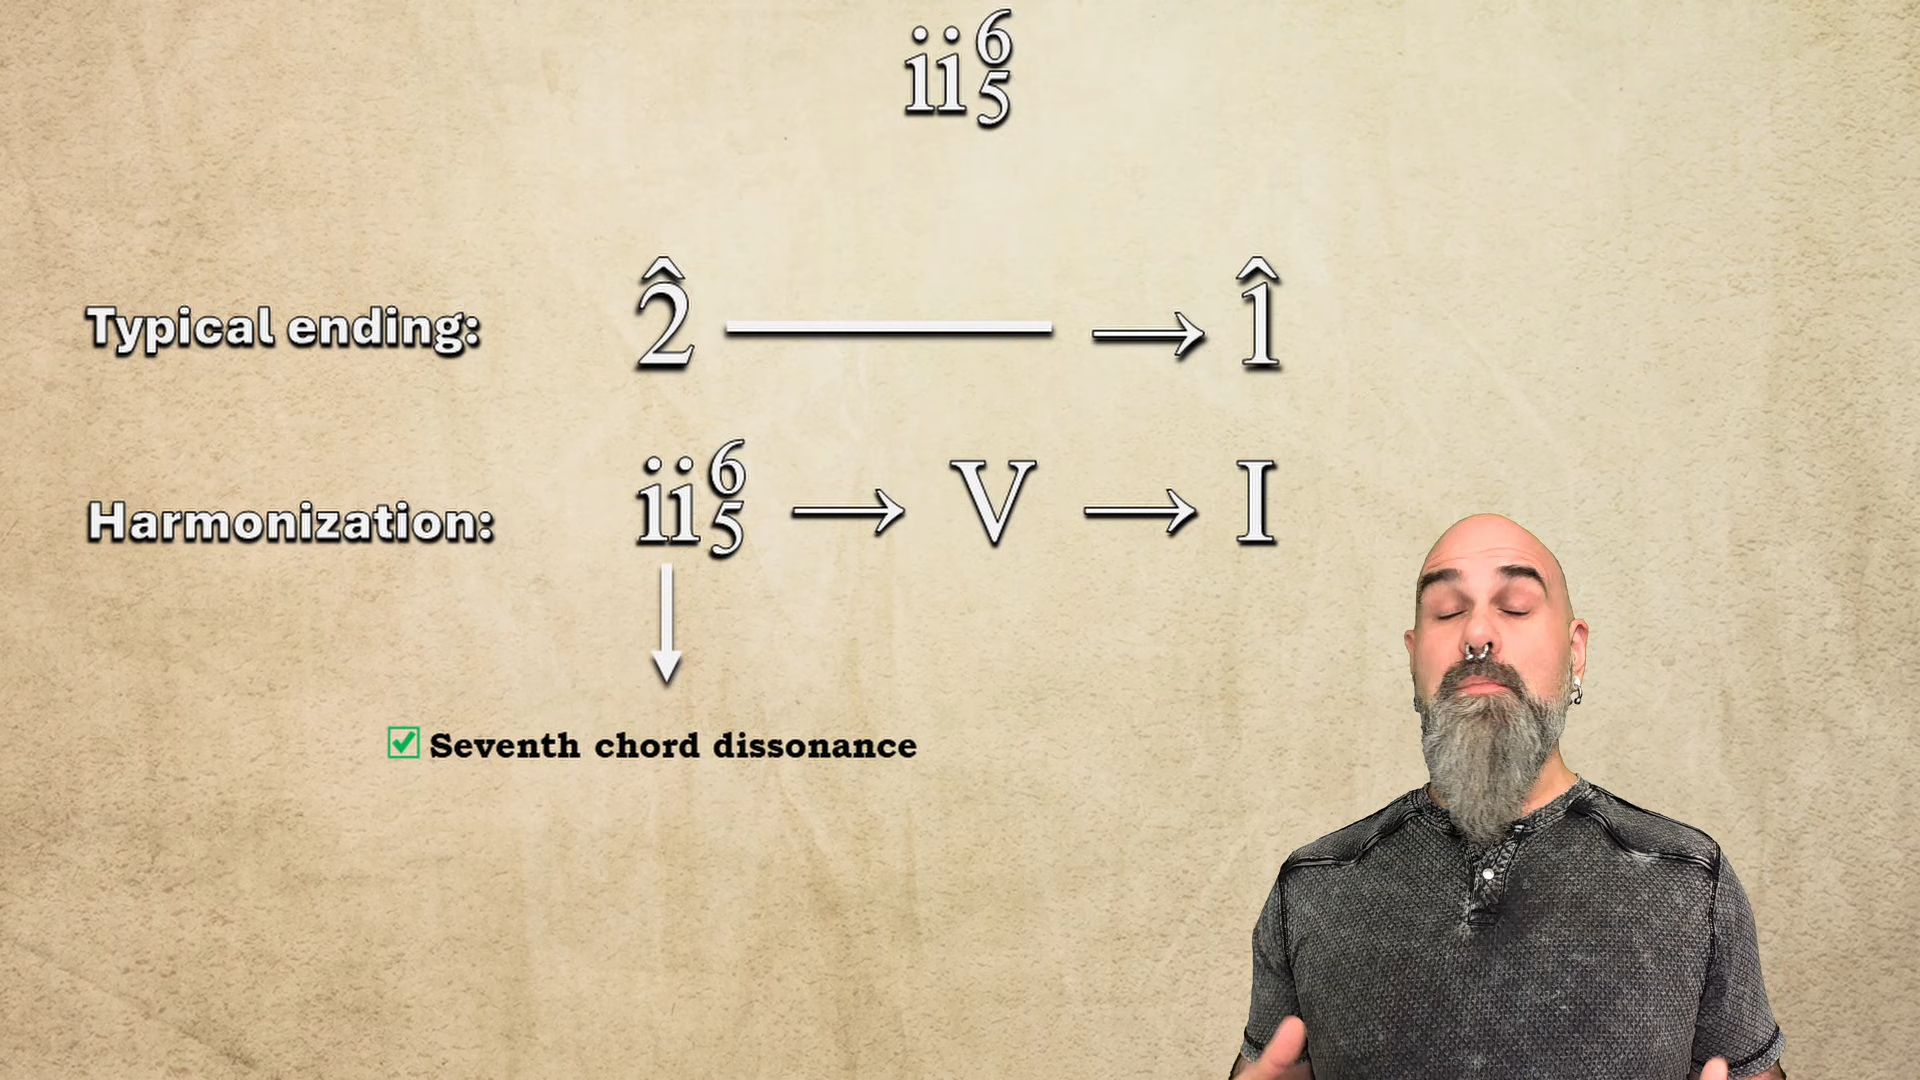 ii⁶₅
Typical ending: 2̂ —— → 1̂
Harmonization: ii⁶₅ → V → I
☑ Seventh chord dissonance